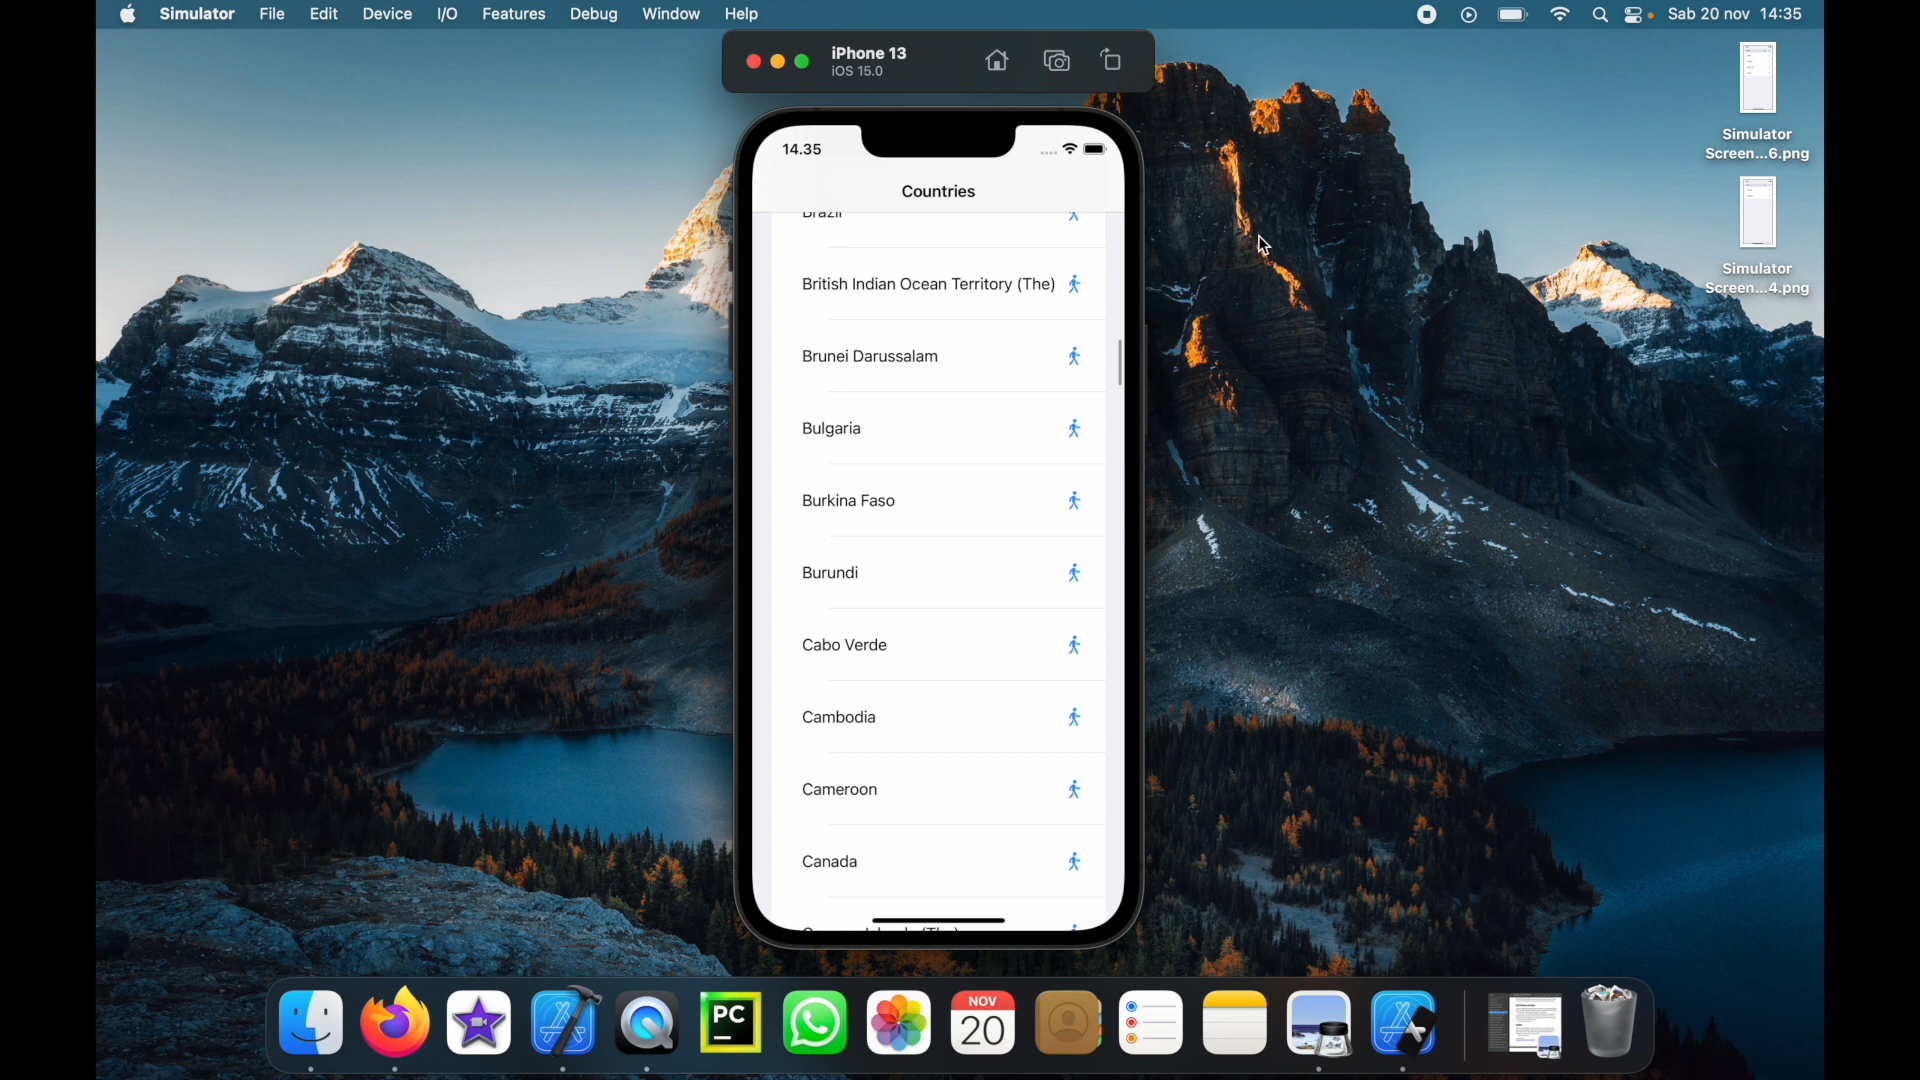 Simulator File Edit Device I/O Features Debug Window Help
Sab 20 nov 14:35
iPhone 13
iOS 15.0
14.35
Countries
Brazil
British Indian Ocean Territory (The)
Brunei Darussalam
Bulgaria
Burkina Faso
Burundi
Cabo Verde
Cambodia
Cameroon
Canada
Simulator
Screen...6.png
Simulator
Screen...4.png
PC
NOV
20